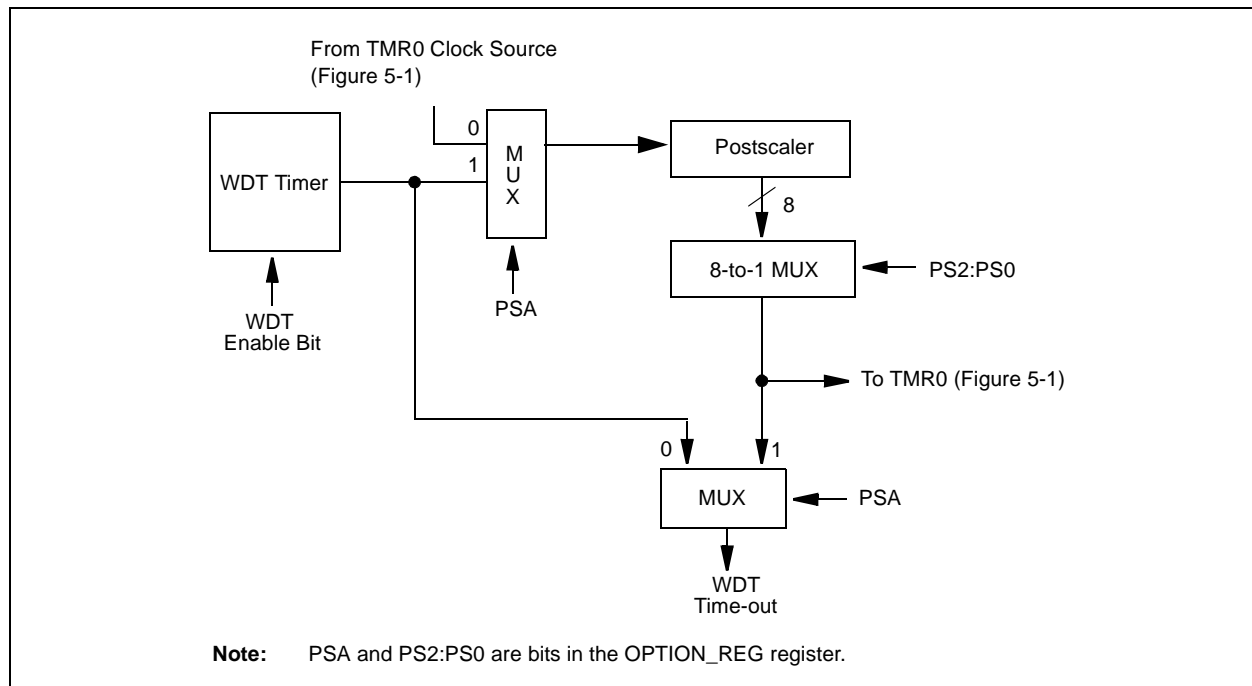 From TMR0 Clock Source
(Figure 5-1)
0
1
M
U
X
Postscaler
WDT Timer
8
8-to-1 MUX
PS2:PS0
PSA
WDT
Enable Bit
To TMR0 (Figure 5-1)
0
1
MUX
PSA
WDT
Time-out
Note: PSA and PS2:PS0 are bits in the OPTION_REG register.